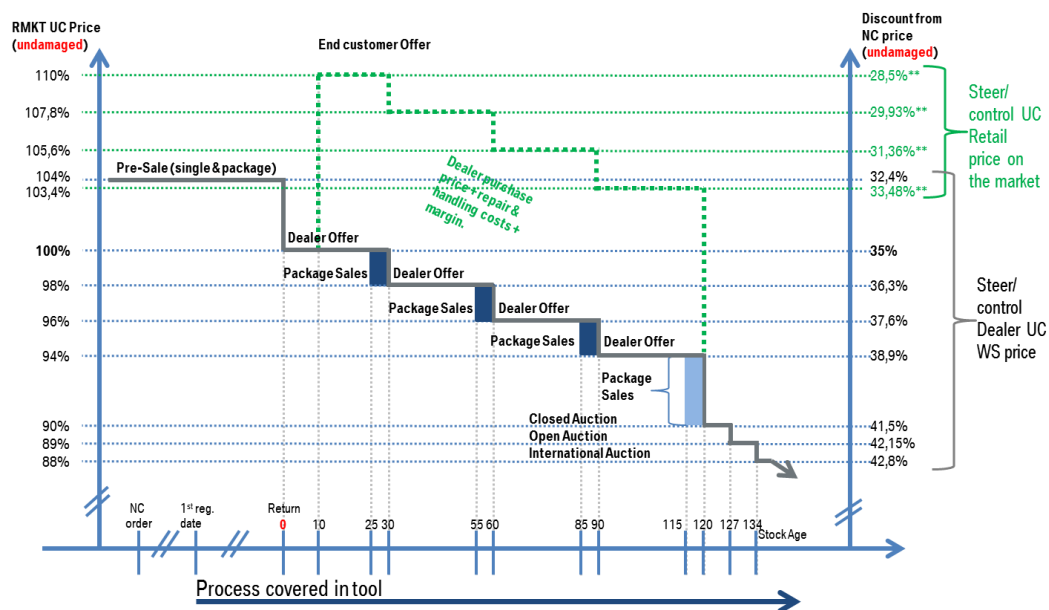 RMKT UC Price
(undamaged)
End customer Offer
Discount from
NC price
(undamaged)
110%
107,8%
105,6%
104%
103,4%
100%
98%
96%
94%
90%
89%
88%
28,5%**
29,93%**
31,36%**
32,4%
33,48%**
35%
36,3%
37,6%
38,9%
41,5%
42,15%
42,8%
Steer/
control UC
Retail
price on
the market
Steer/
control
Dealer UC
WS price
Pre-Sale (single & package)
Dealer purchase
price + repair &
handling costs +
margin.
Dealer Offer
Package Sales
Dealer Offer
Package Sales
Dealer Offer
Package Sales
Dealer Offer
Package
Sales
Closed Auction
Open Auction
International Auction
NC
order
1st reg.
date
Return
0
10
25 30
55 60
85 90
115
120
127
134
Stock Age
Process covered in tool